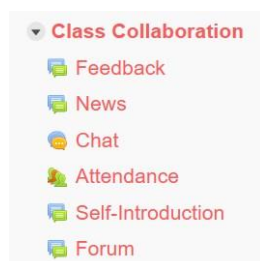 Class Collaboration
Feedback
News
Chat
Attendance
Self-Introduction
Forum